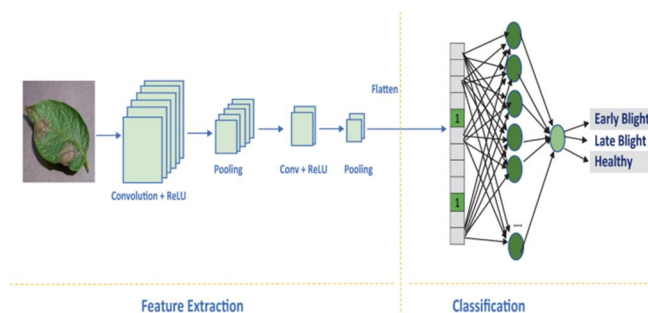 Flatten
1
1
....
Early Blight
Late Blight
Healthy
Pooling
Conv + ReLU
Pooling
Convolution + ReLU
Feature Extraction
Classification